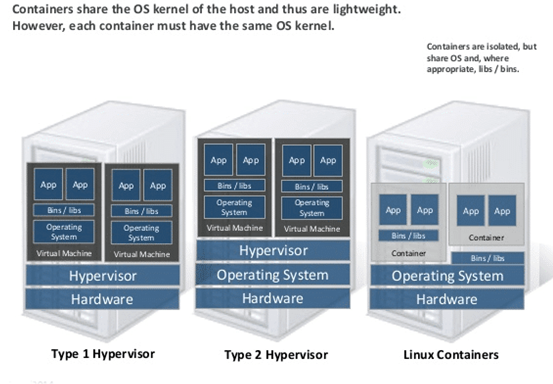 Containers share the OS kernel of the host and thus are lightweight.
However, each container must have the same OS kernel.
Containers are isolated, but
share OS and, where
appropriate, libs / bins.
App
App
Bins / libs
Operating
System
Virtual Machine
App
App
Bins / libs
Operating
System
Virtual Machine
Hypervisor
Hardware
Type 1 Hypervisor
App
App
Bins / libs
Operating
System
Virtual Machine
App
App
Bins / libs
Operating
System
Virtual Machine
Hypervisor
Operating System
Hardware
Type 2 Hypervisor
App
App
Bins / libs
Container
App
App
Container
Bins / libs
Operating System
Hardware
Linux Containers